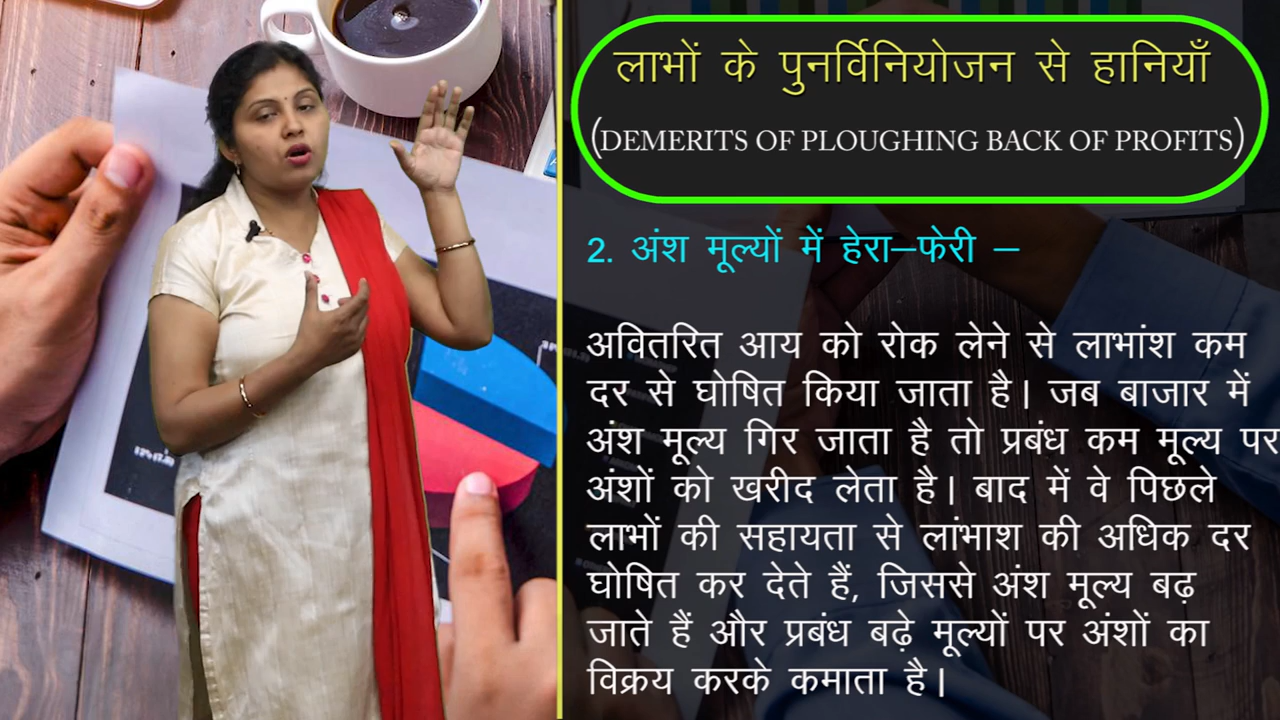 लाभों के पुनर्विनियोजन से हानियाँ
(DEMERITS OF PLOUGHING BACK OF PROFITS)
2. अंश मूल्यों में हेरा–फेरी –
अवितरित आय को रोक लेने से लाभांश कम
दर से घोषित किया जाता है। जब बाजार में
अंश मूल्य गिर जाता है तो प्रबंध कम मूल्य पर
अंशों को खरीद लेता है। बाद में वे पिछले
लाभों की सहायता से लांभाश की अधिक दर
घोषित कर देते हैं, जिससे अंश मूल्य बढ़
जाते हैं और प्रबंध बढ़े मूल्यों पर अंशों का
विक्रय करके कमाता है।